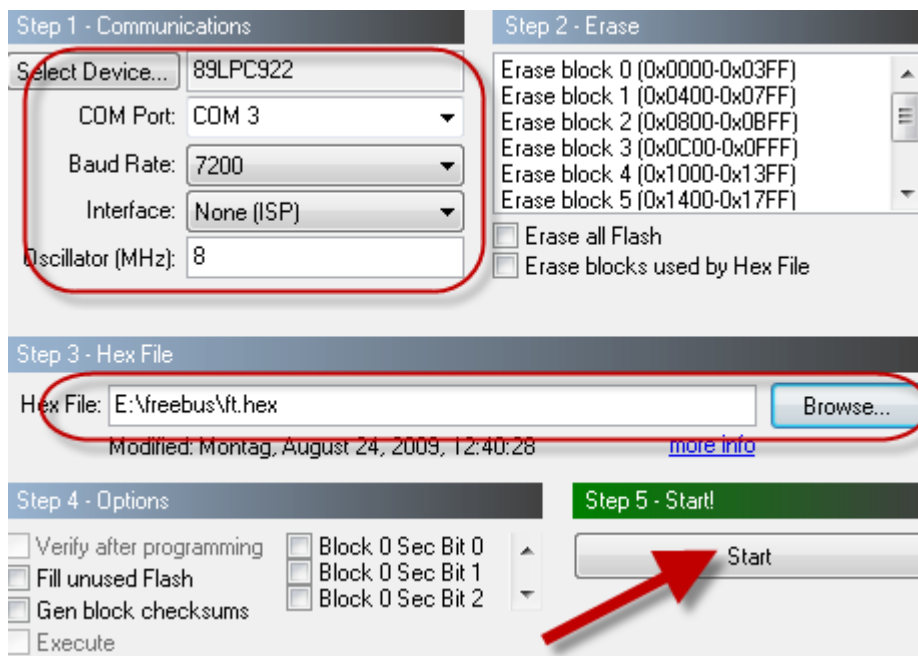 Step 1 - Communications
Select Device... 89LPC922
COM Port: COM 3
Baud Rate: 7200
Interface: None (ISP)
Oscillator (MHz): 8
Step 2 - Erase
Erase block 0 (0x0000-0x03FF)
Erase block 1 (0x0400-0x07FF)
Erase block 2 (0x0800-0x0BFF)
Erase block 3 (0x0C00-0x0FFF)
Erase block 4 (0x1000-0x13FF)
Erase block 5 (0x1400-0x17FF)
Erase all Flash
Erase blocks used by Hex File
Step 3 - Hex File
Hex File: E:\freebus\ft.hex Browse...
Modified: Montag, August 24, 2009, 12:40:28 more info
Step 4 - Options
Verify after programming
Fill unused Flash
Gen block checksums
Execute
Block 0 Sec Bit 0
Block 0 Sec Bit 1
Block 0 Sec Bit 2
Step 5 - Start!
Start